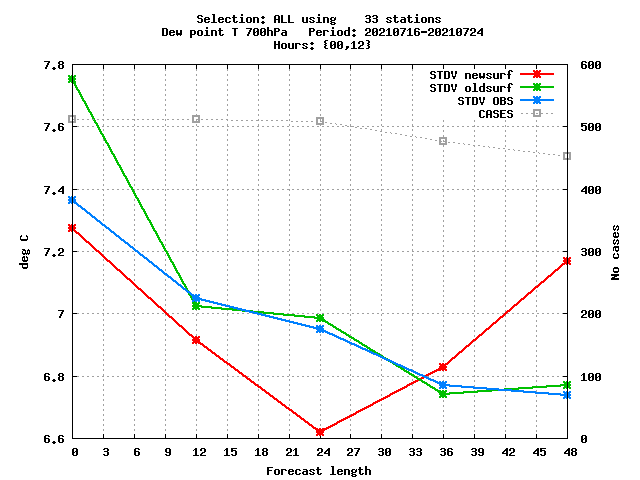 Selection: ALL using    33 stations
Dew point T 700hPa   Period: 20210716-20210724
Hours: {00,12}
7.8
7.6
7.4
7.2
7
6.8
6.6
deg C
STDV newsurf
STDV oldsurf
STDV OBS
CASES
600
500
400
300
200
100
0
No cases
0 3 6 9 12 15 18 21 24 27 30 33 36 39 42 45 48
Forecast length